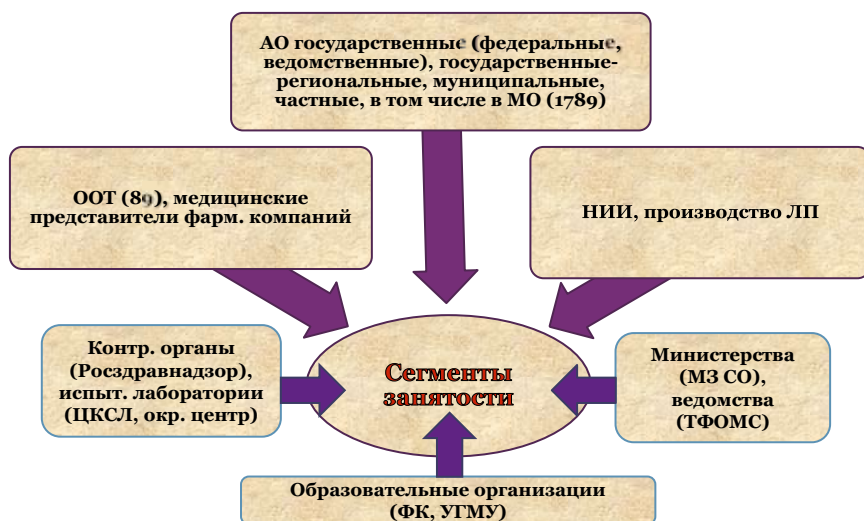 АО государственные (федеральные,
ведомственные), государственные-
региональные, муниципальные,
частные, в том числе в МО (1789)
ООТ (89), медицинские
представители фарм. компаний
НИИ, производство ЛП
Контр. органы
(Росздравнадзор),
испыт. лаборатории
(ЦКСЛ, окр. центр)
Сегменты
занятости
Министерства
(МЗ СО),
ведомства
(ТФОМС)
Образовательные организации
(ФК, УГМУ)